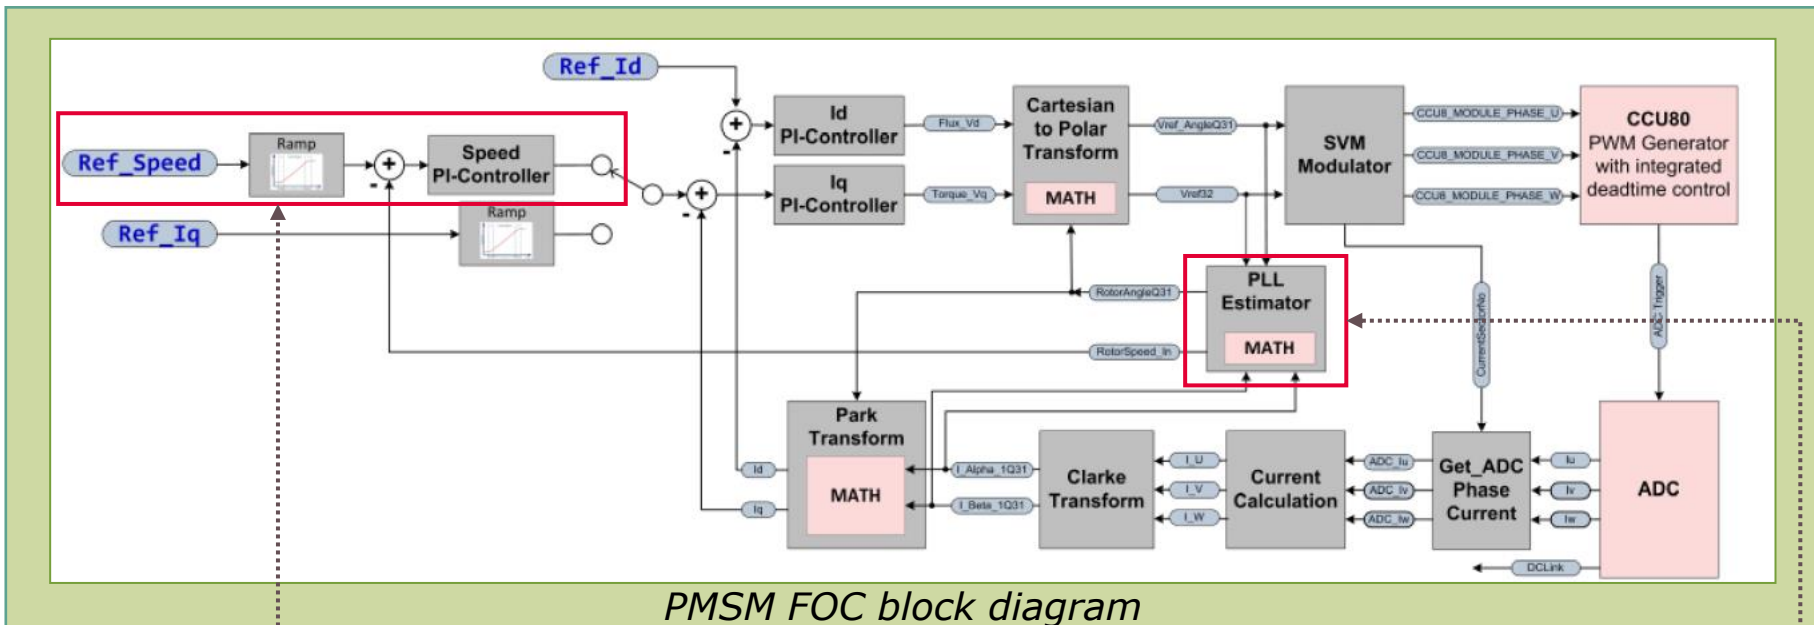 Ref_Id
Ref_Speed
Ramp
-
+
Speed
PI-Controller
Ref_Iq
Ramp
-
+
-
+
Id
PI-Controller
Iq
PI-Controller
Flux_Vd
Torque_Vq
Cartesian
to Polar
Transform
MATH
Vref_AngleQ31
Vref32
SVM
Modulator
CCU8_MODULE_PHASE_U
CCU8_MODULE_PHASE_V
CCU8_MODULE_PHASE_W
CCU80
PWM Generator
with integrated
deadtime control
PLL
Estimator
MATH
RotorAngleQ31
RotorSpeed_In
CurrentSectorNo
ADC Trigger
Park
Transform
MATH
Id
Iq
I_Alpha_1Q31
I_Beta_1Q31
Clarke
Transform
I_U
I_V
I_W
Current
Calculation
ADC_Iu
ADC_Iv
ADC_Iw
Get_ADC
Phase
Current
Iu
Iv
Iw
ADC
DCLink
PMSM FOC block diagram